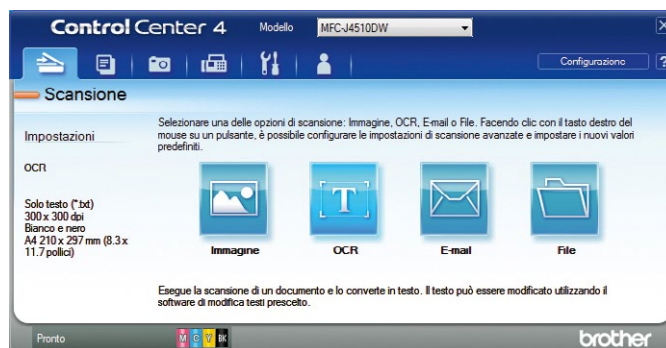 Control Center 4 Modello MFC-J4510DW X
Configurazione ?
Scansione
Selezionare una delle opzioni di scansione: Immagine, OCR, E-mail o File. Facendo clic con il tasto destro del
mouse su un pulsante, è possibile configurare le impostazioni di scansione avanzate e impostare i nuovi valori
predefiniti.
Impostazioni
OCR
Solo testo (*.txt)
300 x 300 dpi
Bianco e nero
A4 210 x 297 mm (8.3 x
11.7 pollici)
T
Immagine OCR E-mail File
Esegue la scansione di un documento e lo converte in testo. Il testo può essere modificato utilizzando il
software di modifica testi prescelto.
Pronto M C Y BK brother